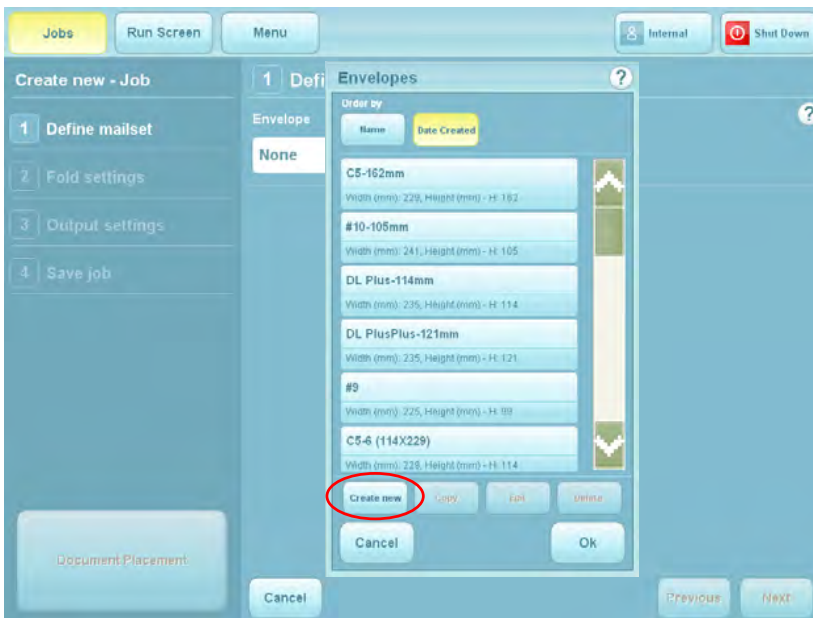 Jobs
Run Screen
Menu
Internal
Shut Down
Create new - Job
1 Define mailset
2 Fold settings
3 Output settings
4 Save job
Document Placement
1 Defi
Envelope
None
?
Envelopes
?
Order by
Name
Date Created
C5-162mm
Width (mm): 229, Height (mm) - H: 162
#10-105mm
Width (mm): 241, Height (mm) - H: 105
DL Plus-114mm
Width (mm): 235, Height (mm) - H: 114
DL PlusPlus-121mm
Width (mm): 235, Height (mm) - H: 121
#9
Width (mm): 225, Height (mm) - H: 99
C5-6 (114X229)
Width (mm): 229, Height (mm) - H: 114
Create new
Copy
Edit
Delete
Cancel
Ok
Cancel
Previous
Next